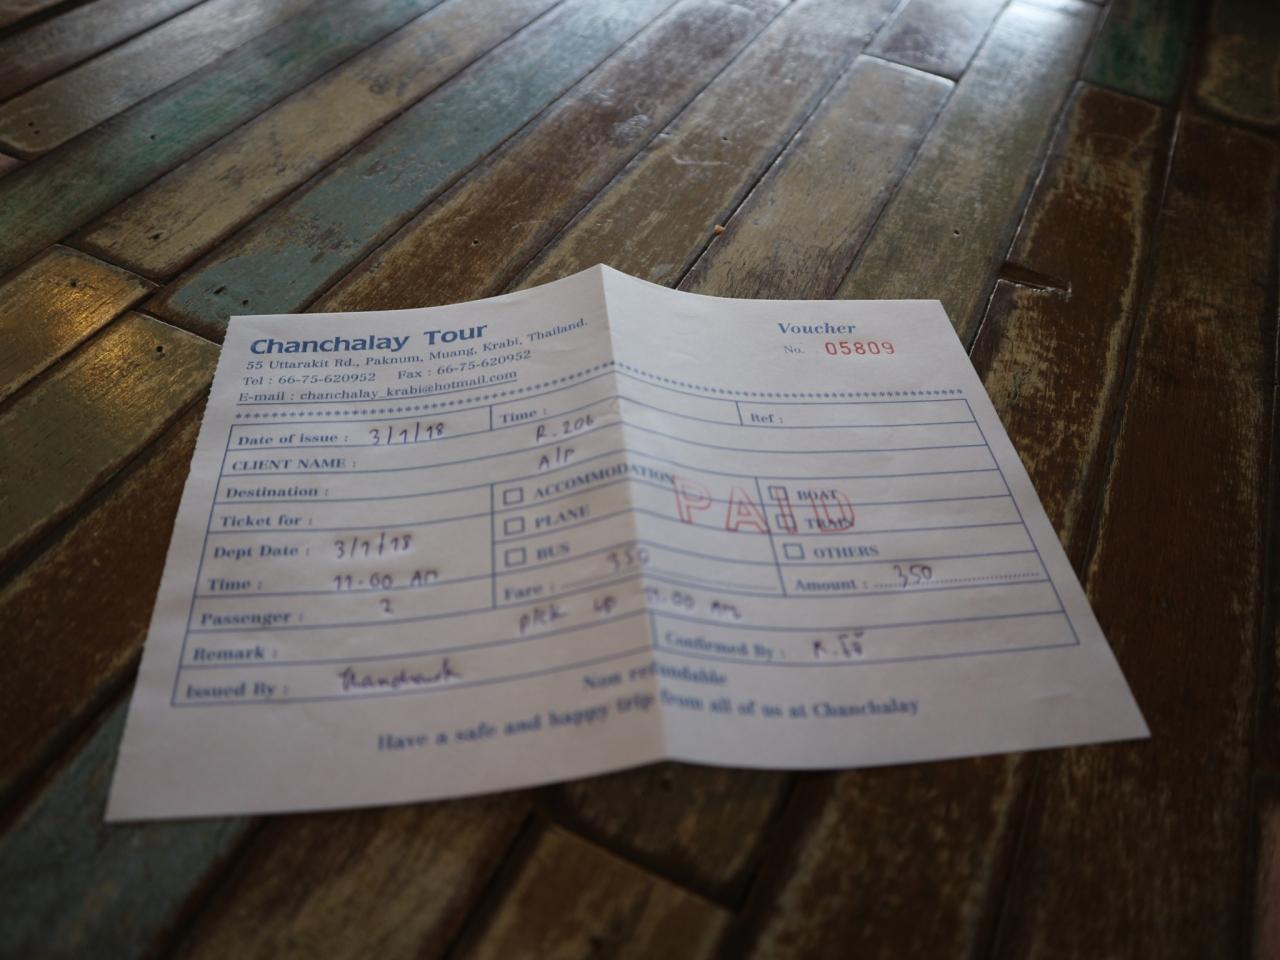 Chanchalay Tour
55 Uttarakit Rd., Paknum, Muang, Krabi, Thailand.
Tel : 66-75-620952 Fax : 66-75-620952
E-mail : chanchalay_krabi@hotmail.com
Voucher
No. 05809
Date of issue : 3/1/18 Time : Ref :
CLIENT NAME : R.206
Destination : A/P
Ticket for : ACCOMMODATION BOAT
PAID
PLANE TRAIN
Dept Date : 3/1/18 BUS OTHERS
Time : 11.00 AM Fare : 350 Amount : 350
Passenger : 2
Remark : pick up 11.00 AM
Issued By : Confirmed By :
Non refundable
Have a safe and happy trip from all of us at Chanchalay